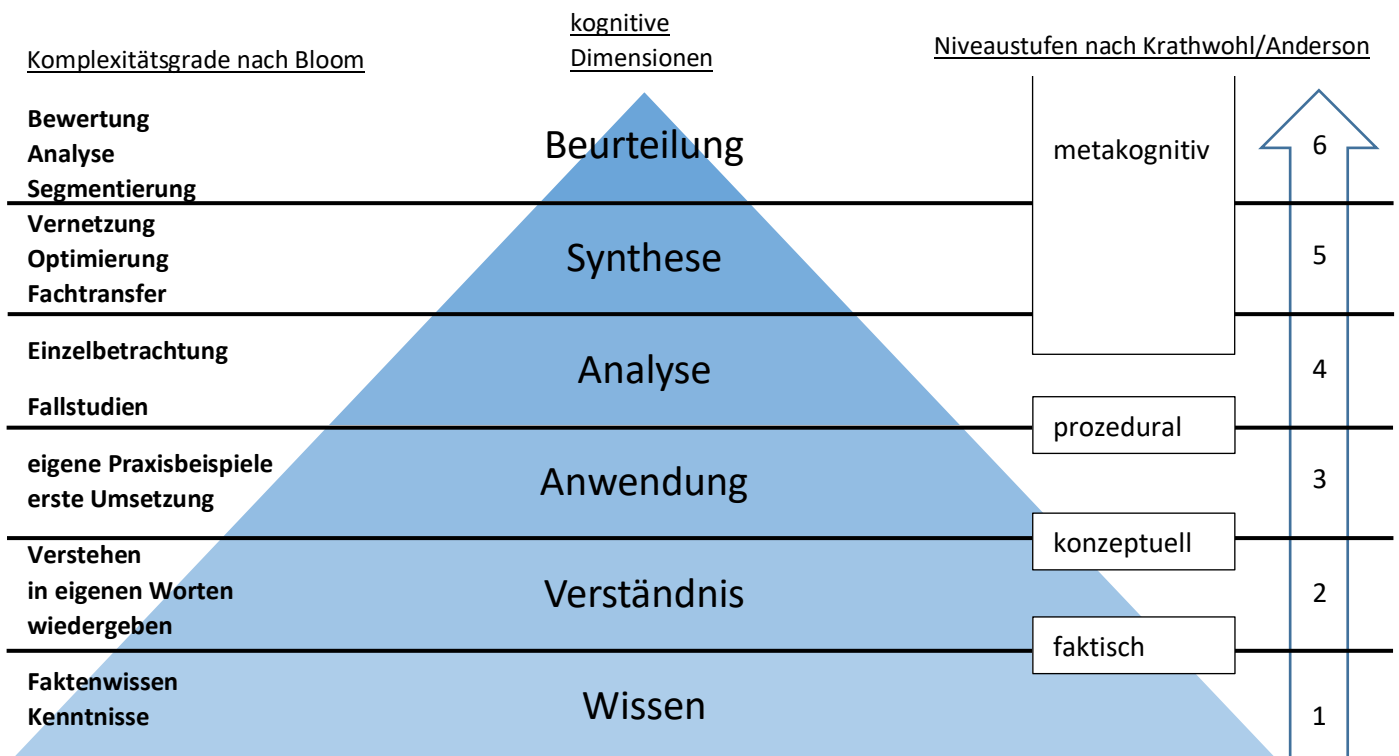 Komplexitätsgrade nach Bloom
kognitive
Dimensionen
Niveaustufen nach Krathwohl/Anderson
Bewertung
Analyse
Segmentierung
Beurteilung
metakognitiv
6
Vernetzung
Optimierung
Fachtransfer
Synthese
5
Einzelbetrachtung
Fallstudien
Analyse
4
prozedural
eigene Praxisbeispiele
erste Umsetzung
Anwendung
3
konzeptuell
Verstehen
in eigenen Worten
wiedergeben
Verständnis
2
faktisch
Faktenwissen
Kenntnisse
Wissen
1